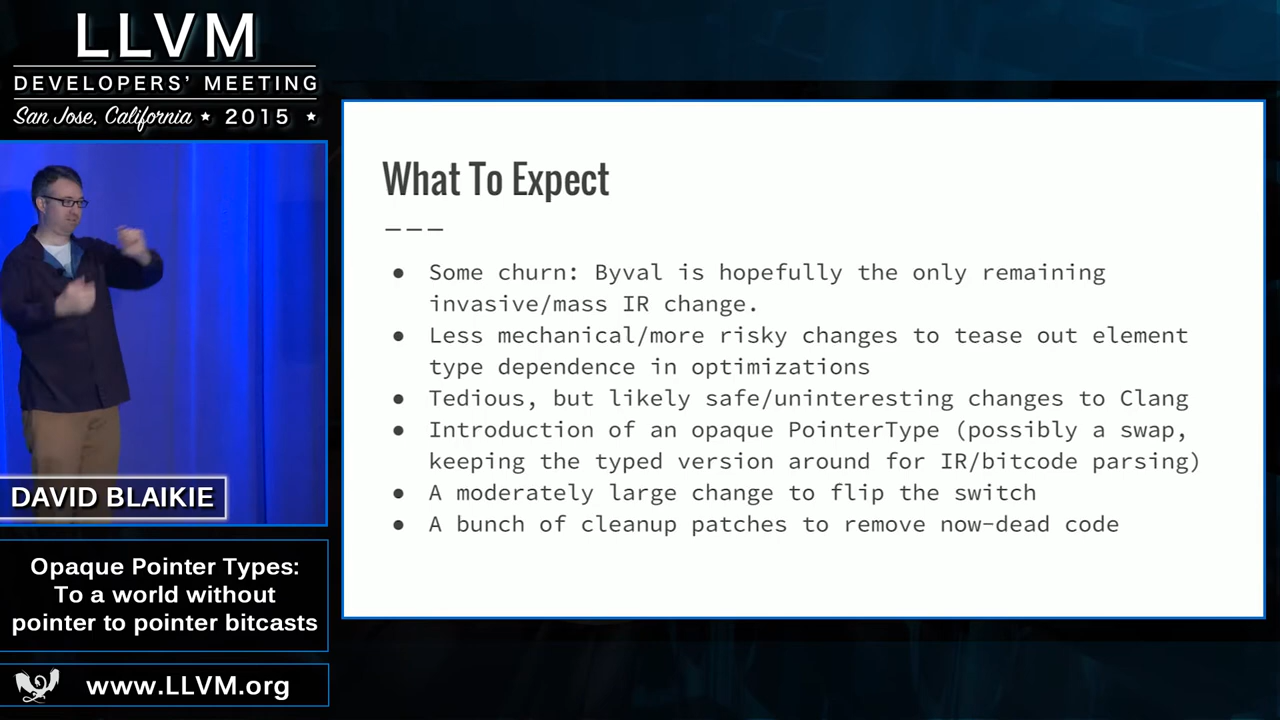 LLVM
DEVELOPERS' MEETING
San Jose, California ★ 2015 ★
What To Expect
———
● Some churn: Byval is hopefully the only remaining
invasive/mass IR change.
● Less mechanical/more risky changes to tease out element
type dependence in optimizations
● Tedious, but likely safe/uninteresting changes to Clang
● Introduction of an opaque PointerType (possibly a swap,
keeping the typed version around for IR/bitcode parsing)
● A moderately large change to flip the switch
● A bunch of cleanup patches to remove now-dead code
DAVID BLAIKIE
Opaque Pointer Types:
To a world without
pointer to pointer bitcasts
www.LLVM.org